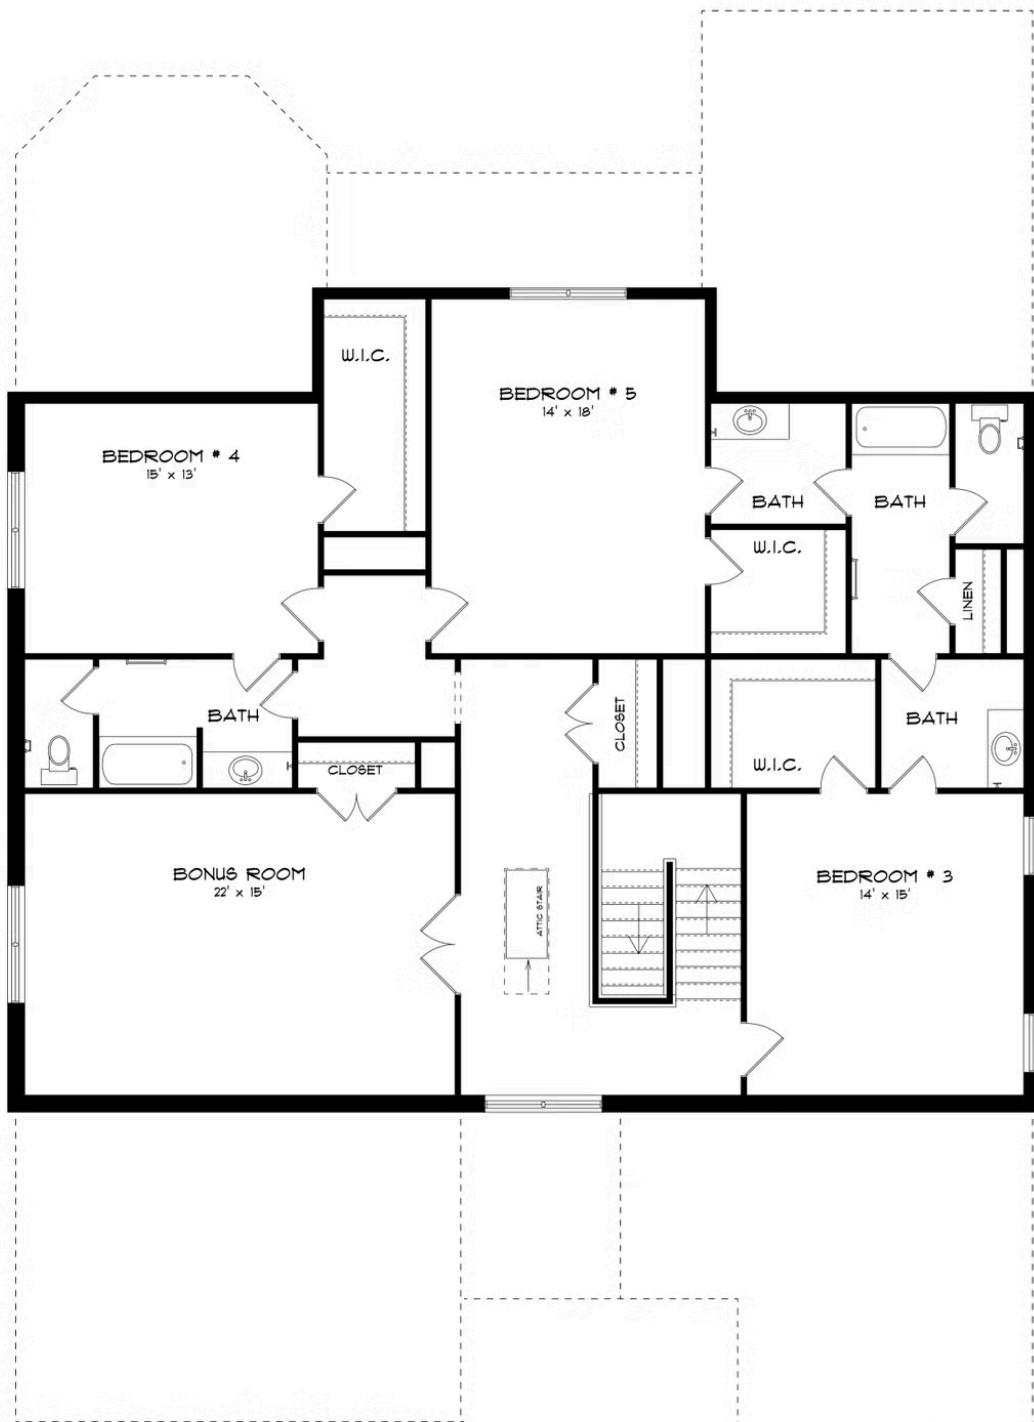 W.I.C.
BEDROOM # 5
14' x 18'
BEDROOM # 4
15' x 13'
BATH
BATH
W.I.C.
LINEN
BATH
CLOSET
BATH
W.I.C.
CLOSET
BONUS ROOM
22' x 15'
ATTIC STAIR
BEDROOM # 3
14' x 15'